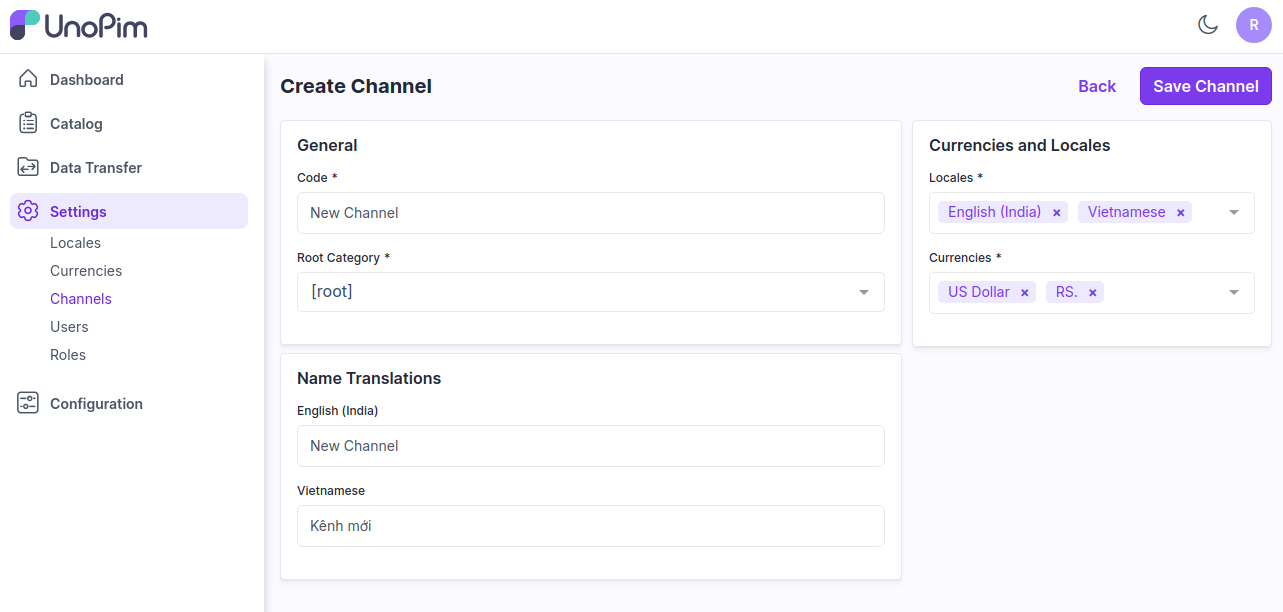 UnoPim
R
Dashboard
Catalog
Data Transfer
Settings
Locales
Currencies
Channels
Users
Roles
Configuration
Create Channel
Back
Save Channel
General
Code *
New Channel
Root Category *
[root]
Name Translations
English (India)
New Channel
Vietnamese
Kênh mới
Currencies and Locales
Locales *
English (India) × Vietnamese ×
Currencies *
US Dollar × RS. ×